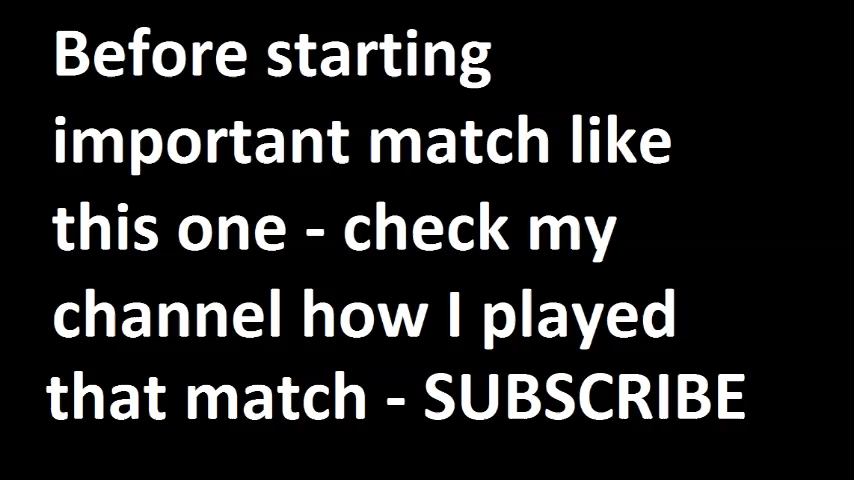 Before starting
important match like
this one - check my
channel how I played
that match - SUBSCRIBE